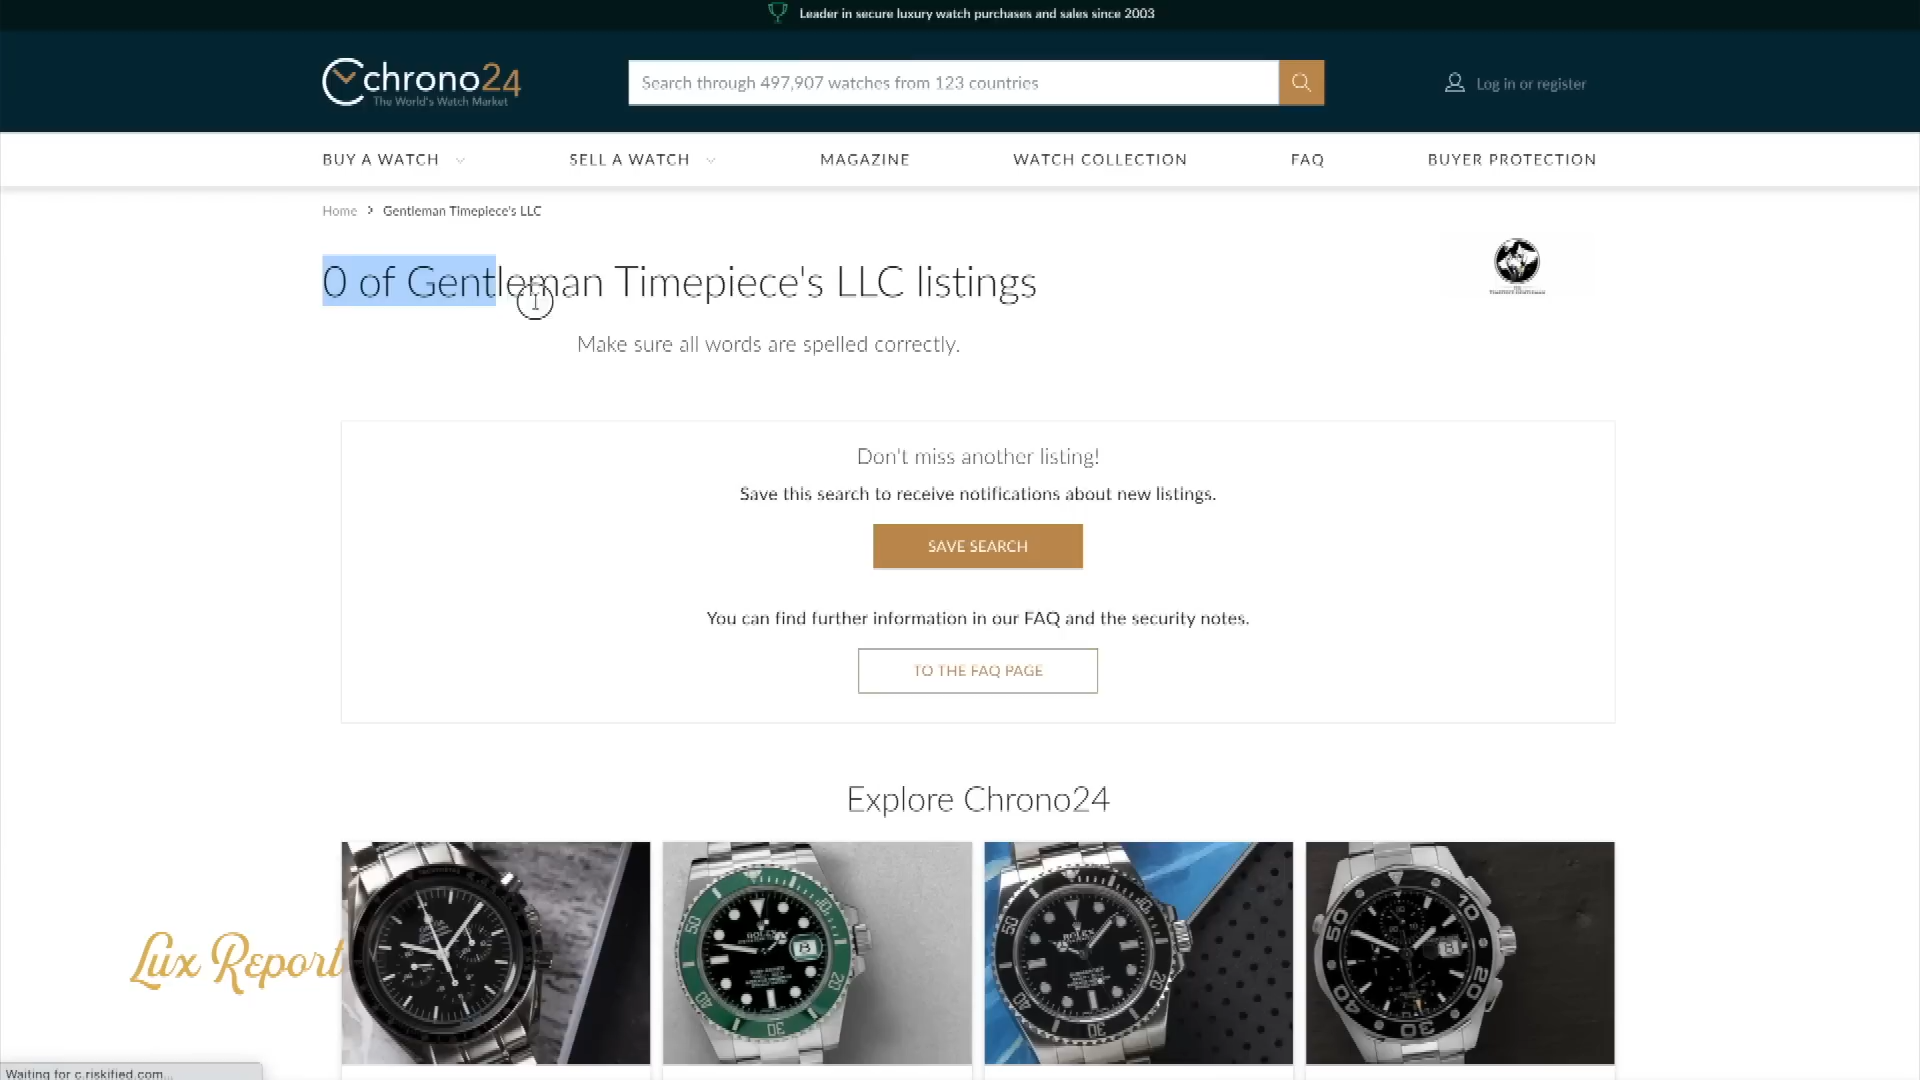 Leader in secure luxury watch purchases and sales since 2003
chrono24
The World's Watch Market
Search through 497,907 watches from 123 countries
Log in or register
BUY A WATCH
SELL A WATCH
MAGAZINE
WATCH COLLECTION
FAQ
BUYER PROTECTION
Home > Gentleman Timepiece's LLC
0 of Gentleman Timepiece's LLC listings
TIMEPIECE GENTLEMAN
Make sure all words are spelled correctly.
Don't miss another listing!
Save this search to receive notifications about new listings.
SAVE SEARCH
You can find further information in our FAQ and the security notes.
TO THE FAQ PAGE
Explore Chrono24
Lux Report
Waiting for c.riskified.com...